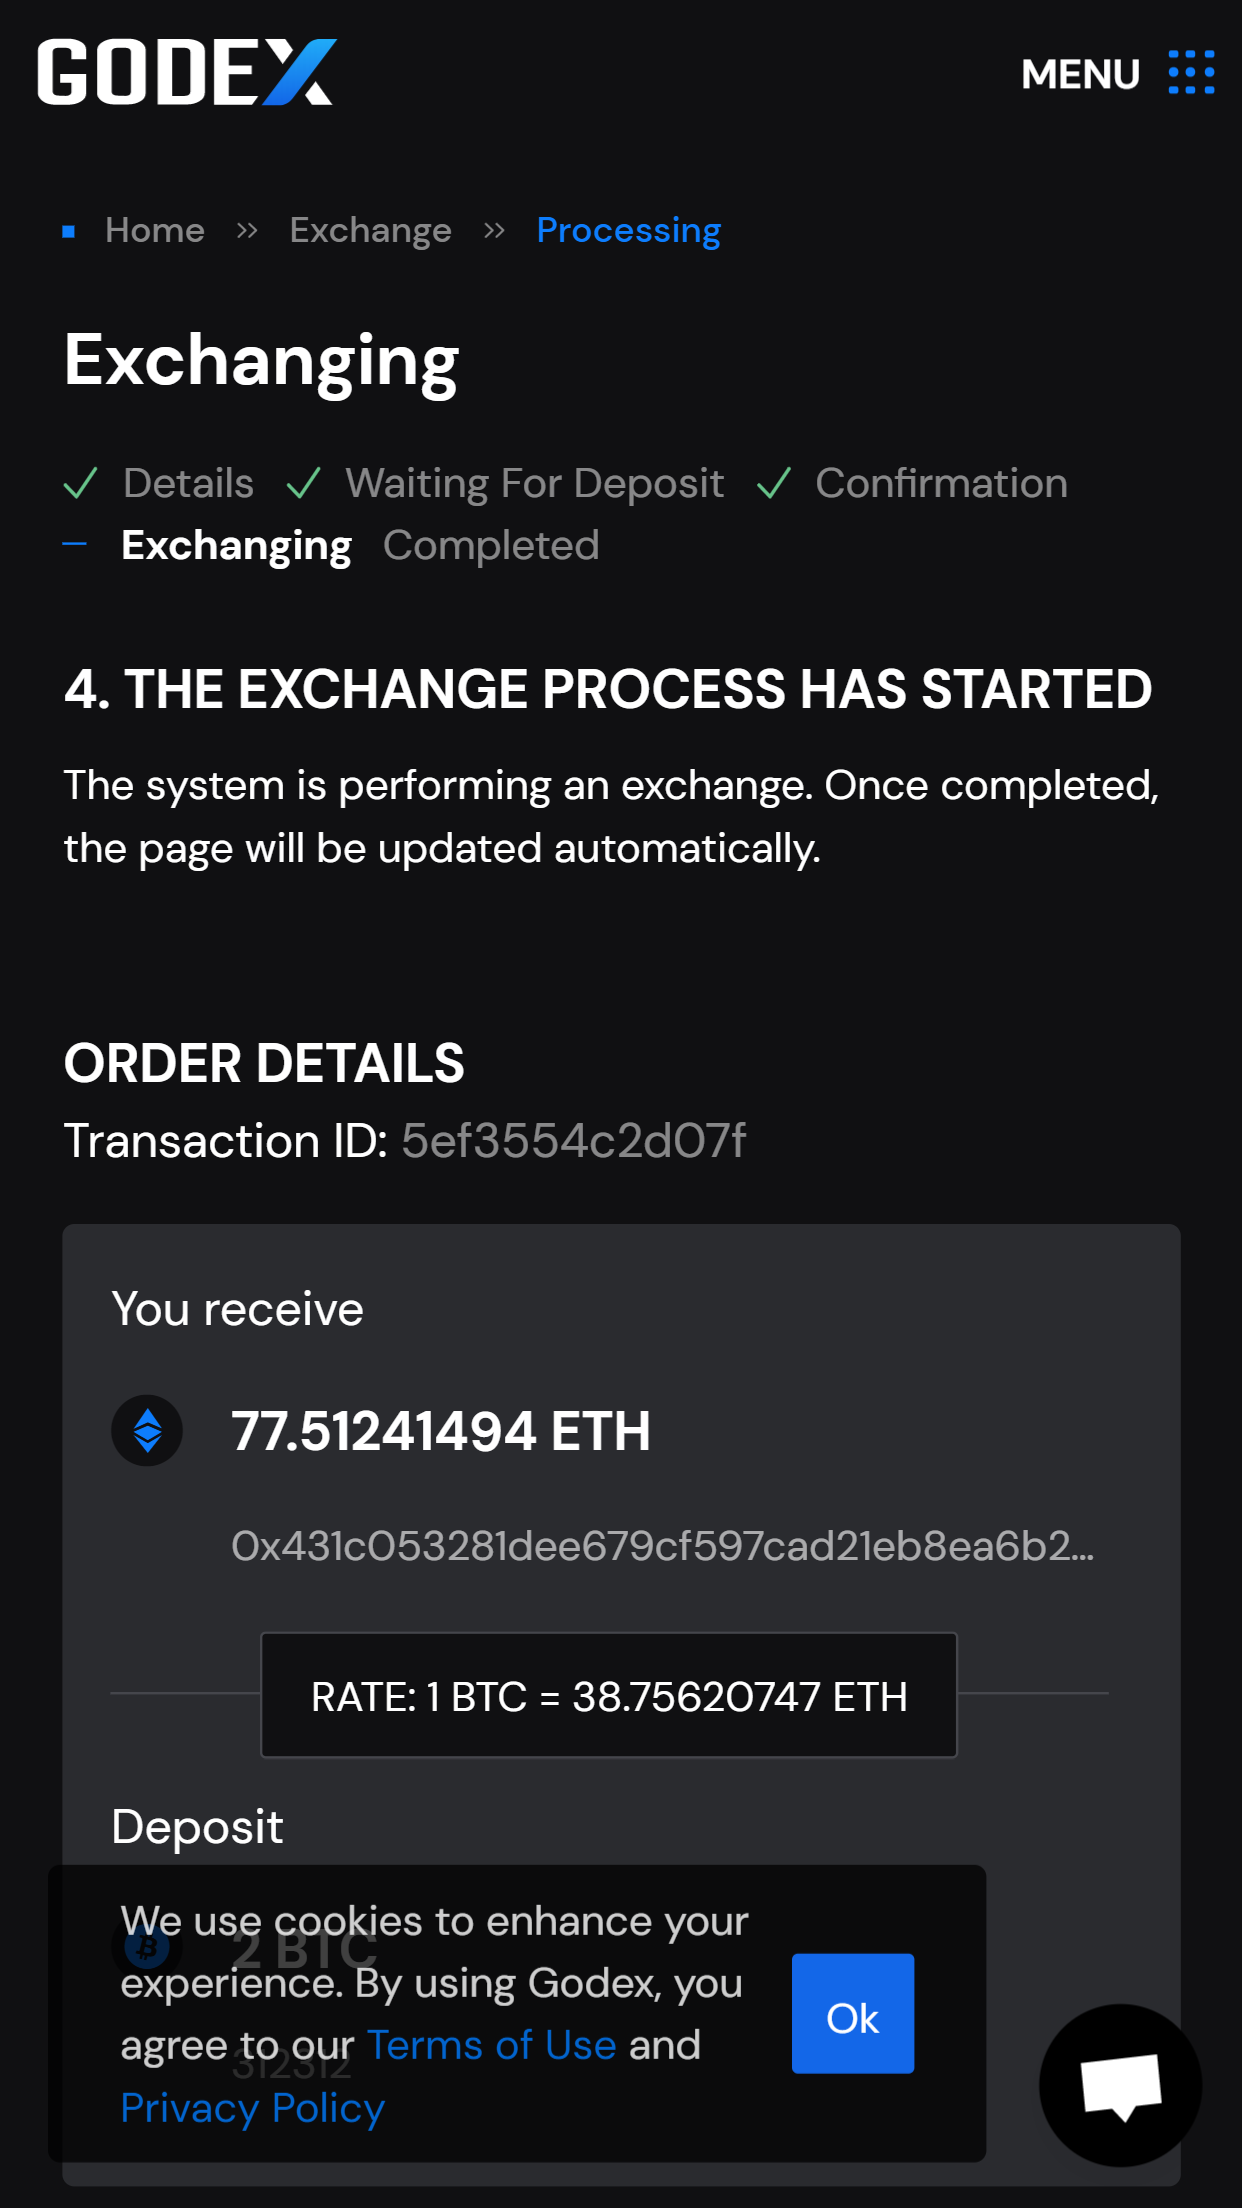 GODEX
MENU
Home » Exchange » Processing
Exchanging
Details Waiting For Deposit Confirmation
Exchanging Completed
4. THE EXCHANGE PROCESS HAS STARTED
The system is performing an exchange. Once completed,
the page will be updated automatically.
ORDER DETAILS
Transaction ID: 5ef3554c2d07f
You receive
77.51241494 ETH
0x431c053281dee679cf597cad21eb8ea6b2...
RATE: 1 BTC = 38.75620747 ETH
Deposit
2 BTC
312312
We use cookies to enhance your
experience. By using Godex, you
agree to our Terms of Use and
Privacy Policy
Ok